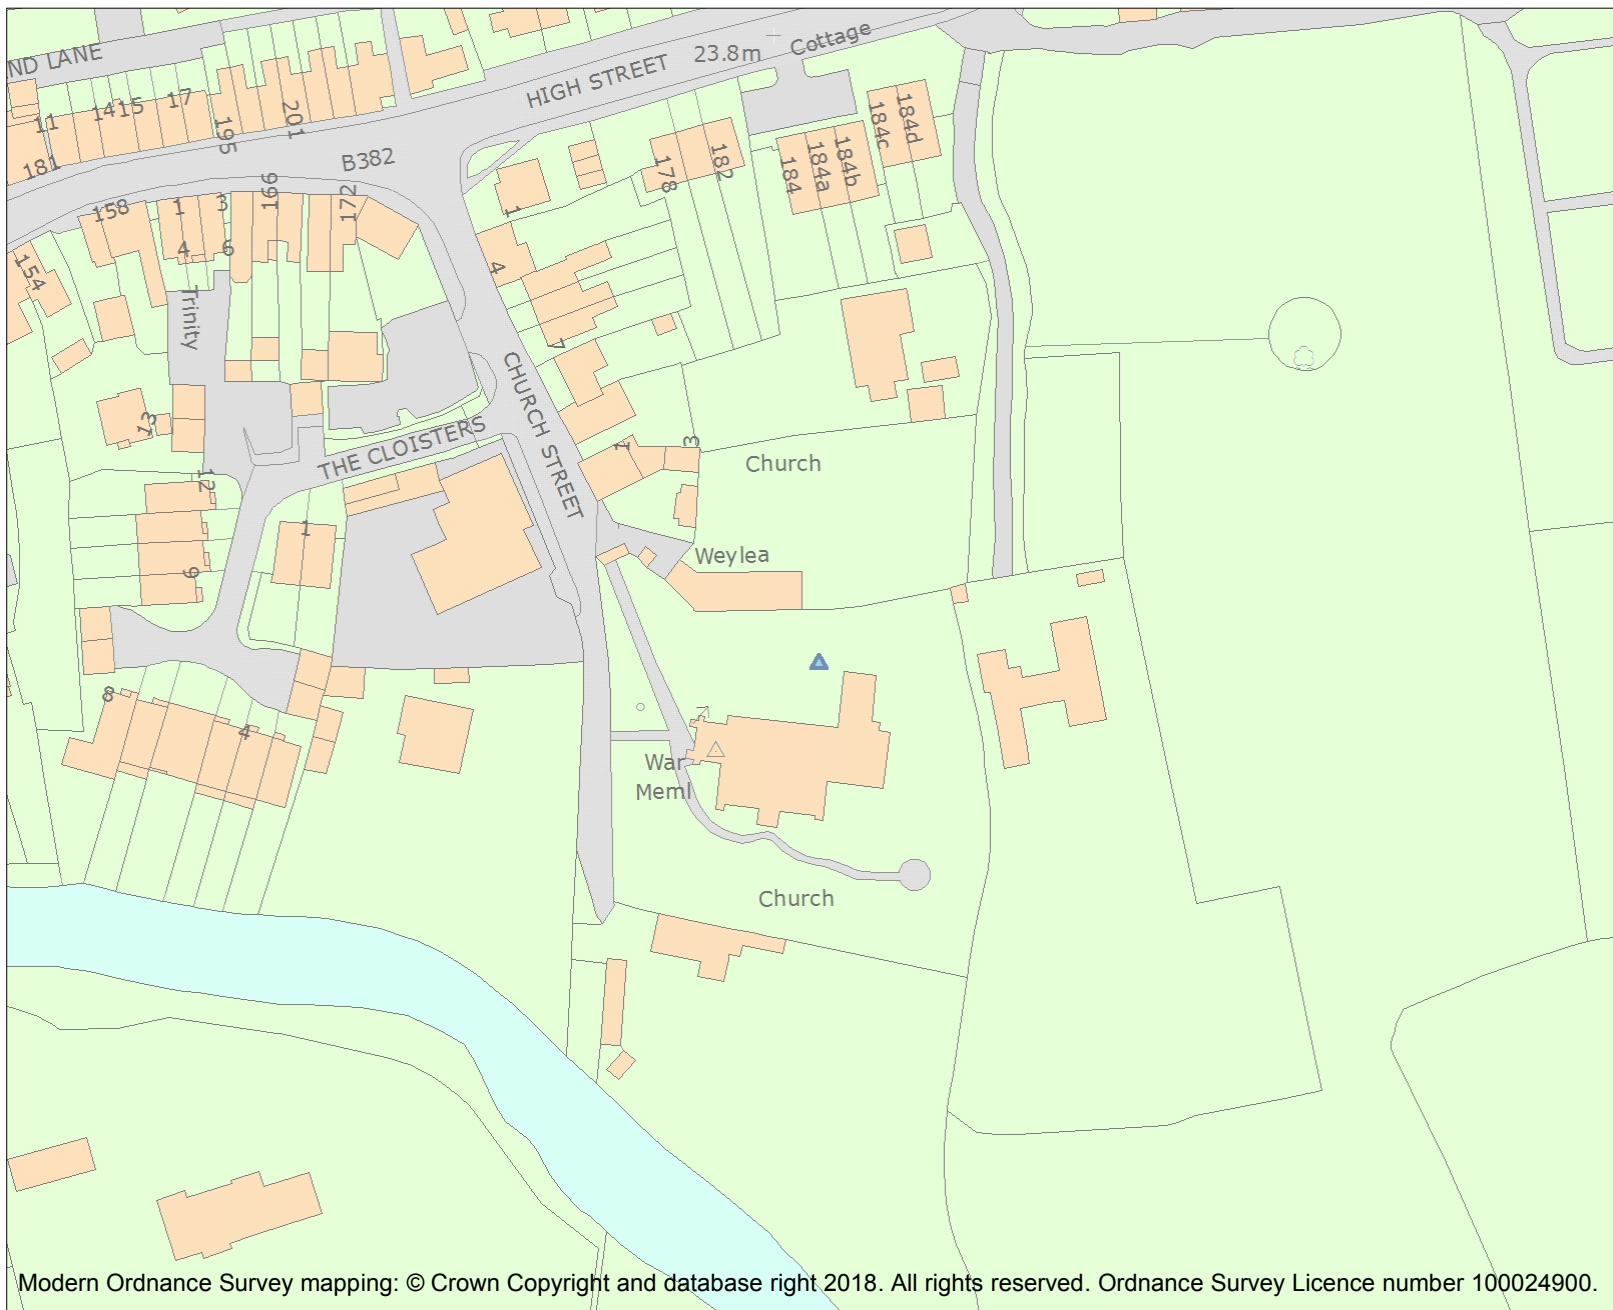 ND LANE
HIGH STREET
23.8m
Cottage
11
1415
17
195
201
181
B382
178
182
184
184a
184b
184c
184d
158
1
3
166
172
4
6
154
Trinity
1
4
7
CHURCH STREET
13
THE CLOISTERS
12
1
3
Church
1
9
Weylea
8
4
War
Meml
Church
Modern Ordnance Survey mapping: © Crown Copyright and database right 2018. All rights reserved. Ordnance Survey Licence number 100024900.